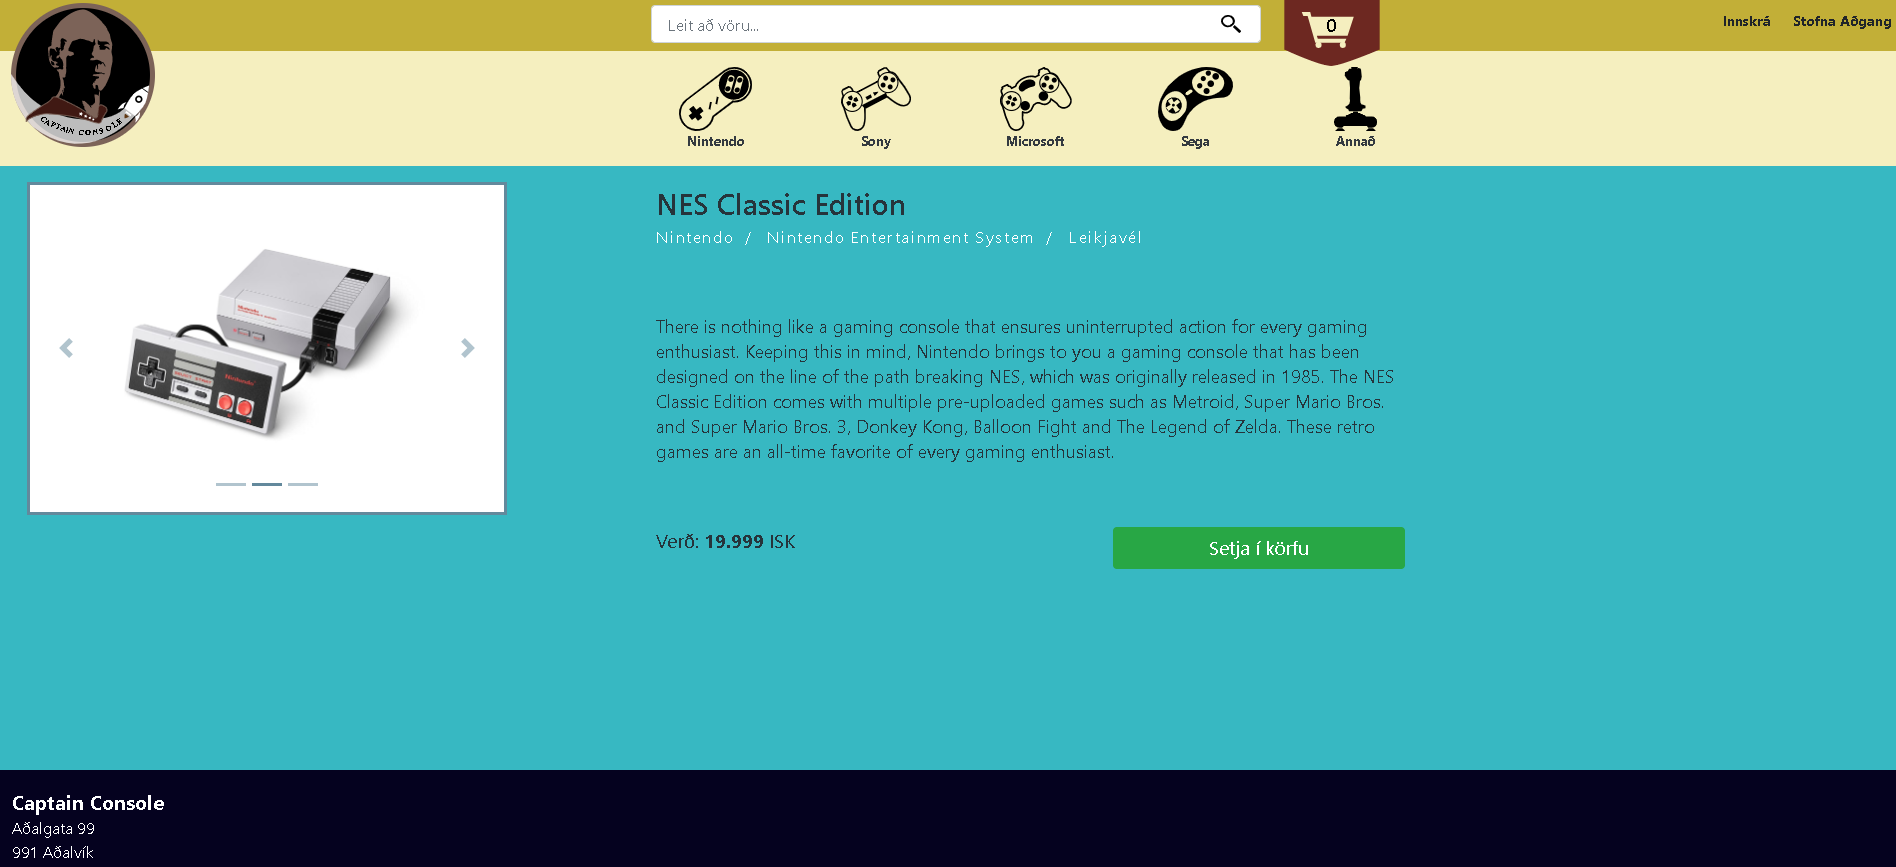 Leit að vöru...
0
Innskrá
Stofna Aðgang
CAPTAIN CONSOLE
Nintendo
Sony
Microsoft
Sega
Annað
NES Classic Edition
Nintendo / Nintendo Entertainment System / Leikjavél
There is nothing like a gaming console that ensures uninterrupted action for every gaming
enthusiast. Keeping this in mind, Nintendo brings to you a gaming console that has been
designed on the line of the path breaking NES, which was originally released in 1985. The NES
Classic Edition comes with multiple pre-uploaded games such as Metroid, Super Mario Bros.
and Super Mario Bros. 3, Donkey Kong, Balloon Fight and The Legend of Zelda. These retro
games are an all-time favorite of every gaming enthusiast.
Verð: 19.999 ISK
Setja í körfu
Nintendo
Nintendo
Captain Console
Aðalgata 99
991 Aðalvík